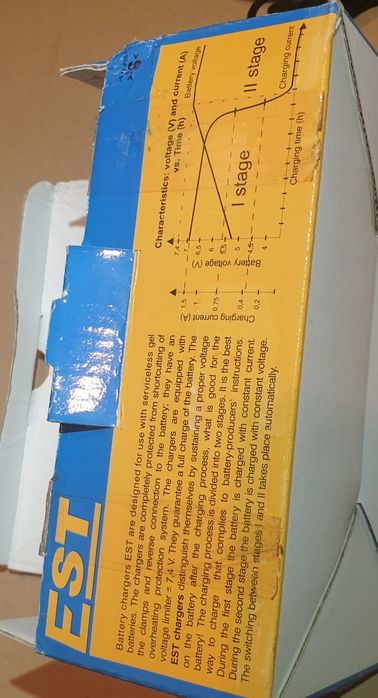 EST
Battery chargers EST are designed for use with serviceless gel
batteries. The chargers are completely protected from shortcutting of
the clamps and reverse connection to the battery; they have an
overheating protection system. The chargers are equipped with
voltage limiter ≤ 7,4 V. They guarantee a full charge of the battery. The
EST chargers distinguish themselves by sustaining a proper voltage
on the battery after the charging process, what is good for the
battery! The charging process is divided into two stages. It is the best
way to charge that complies to battery-producers' instructions.
During the first stage the battery is charged with constant current.
During the second stage the battery is charged with constant voltage.
The switching between stages I and II takes place automatically.
Characteristics: voltage (V) and current (A)
vs. Time (h)
Battery voltage
7,4
7
6,5
6
5,5
5
4,5
4
Battery voltage (V)
1,5
1
0,75
0,4
0,2
Charging current (A)
I stage
II stage
Charging current
Charging time (h)